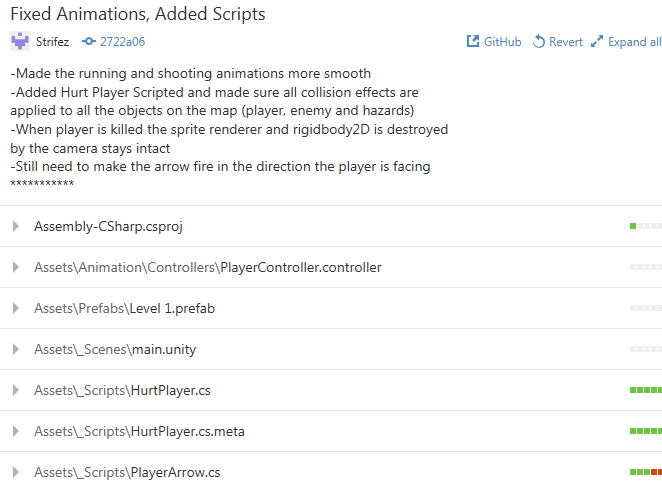 Fixed Animations, Added Scripts
Strifez 2722a06 GitHub Revert Expand all
-Made the running and shooting animations more smooth
-Added Hurt Player Scripted and made sure all collision effects are
applied to all the objects on the map (player, enemy and hazards)
-When player is killed the sprite renderer and rigidbody2D is destroyed
by the camera stays intact
-Still need to make the arrow fire in the direction the player is facing
***********
Assembly-CSharp.csproj
Assets\Animation\Controllers\PlayerController.controller
Assets\Prefabs\Level 1.prefab
Assets\_Scenes\main.unity
Assets\_Scripts\HurtPlayer.cs
Assets\_Scripts\HurtPlayer.cs.meta
Assets\_Scripts\PlayerArrow.cs